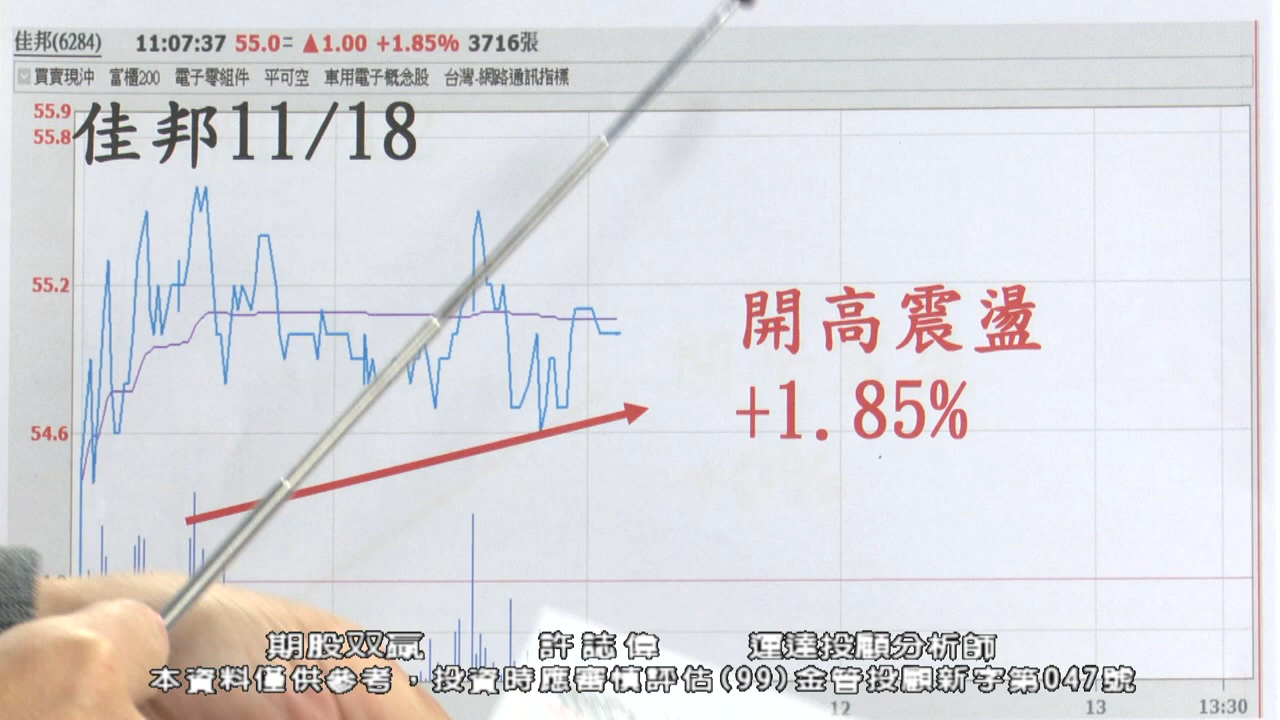 佳邦(6284) 11:07:37 55.0= ▲1.00 +1.85% 3716張
買賣現沖 富櫃200 電子零組件 平可空 車用電子概念股 台灣-網路通訊指標
55.9
佳邦11/18
55.8
55.2
開高震盪
+1.85%
54.6
期股双贏 許誌偉 運達投顧分析師
本資料僅供參考，投資時應審慎評估(99)金管投顧新字第047號
12 13 13:30